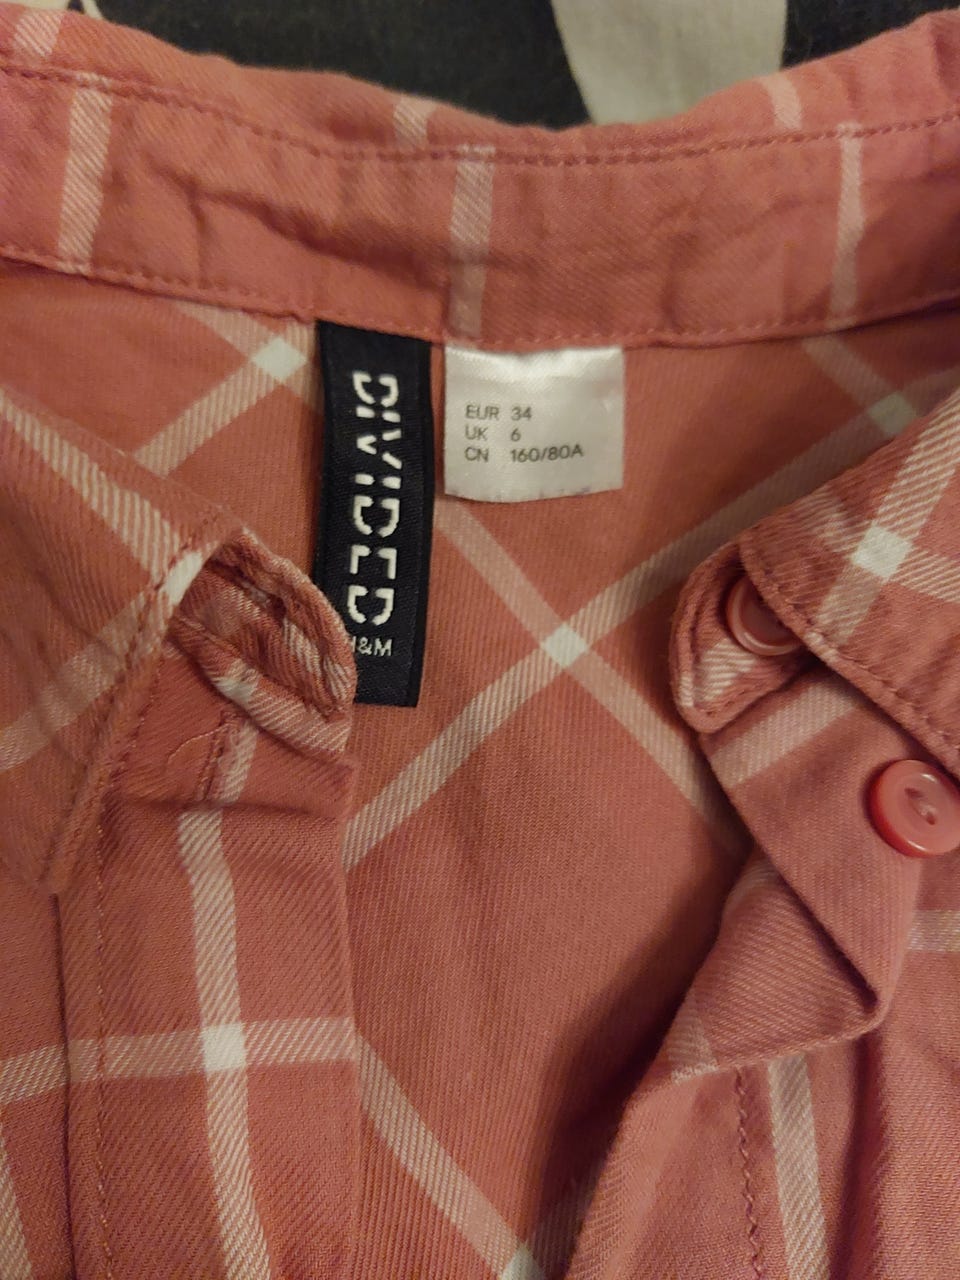 DIVIDED
H&M
EUR 34
UK 6
CN 160/80A